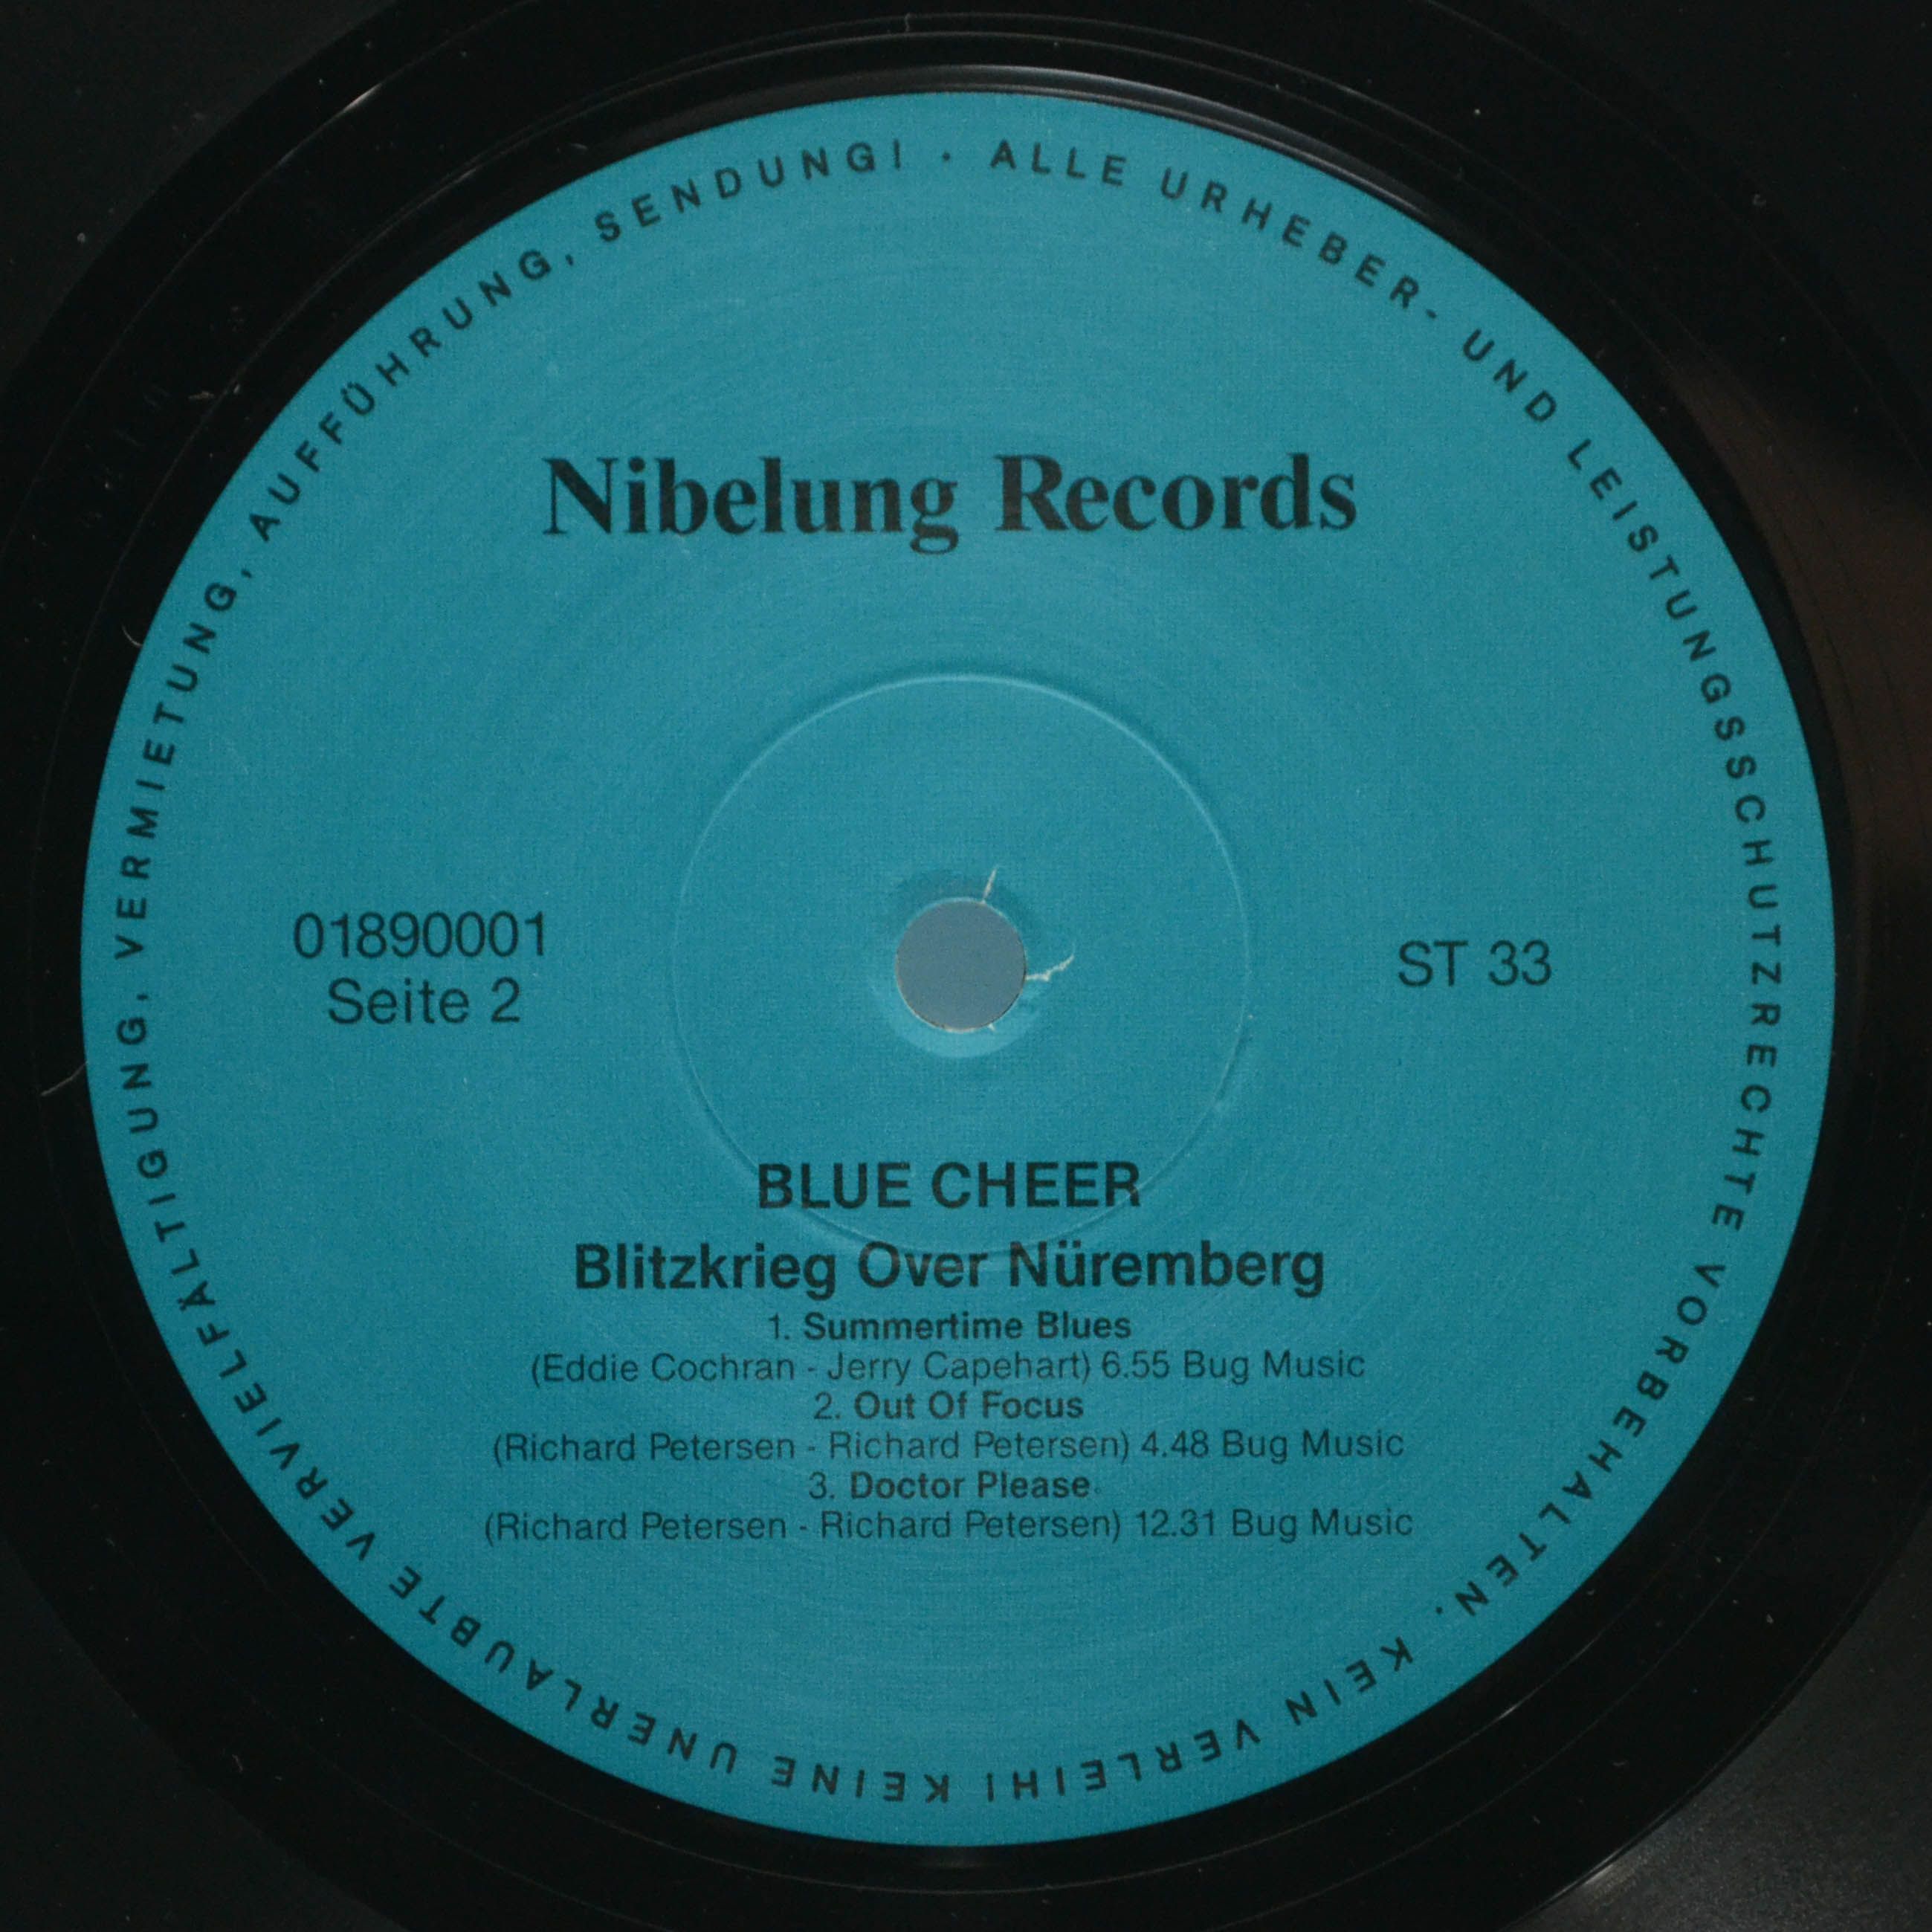 ALLE URHEBER- UND LEISTUNGSSCHUTZRECHTE VORBEHALTEN. KEIN VERLEIH! KEINE UNERLAUBTE VERVIELFÄLTIGUNG, VERMIETUNG, AUFFÜHRUNG, SENDUNG! ·
Nibelung Records
01890001
Seite 2
ST 33
BLUE CHEER
Blitzkrieg Over Nüremberg
1. Summertime Blues
(Eddie Cochran - Jerry Capehart) 6.55 Bug Music
2. Out Of Focus
(Richard Petersen - Richard Petersen) 4.48 Bug Music
3. Doctor Please
(Richard Petersen - Richard Petersen) 12.31 Bug Music